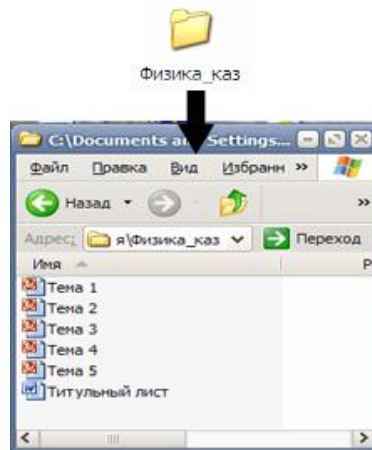 Физика_каз
C:\Documents and Settings...
Файл Правка Вид Избранн »
Назад »
Адрес: я\Физика_каз Переход
Имя Р
Тема 1
Тема 2
Тема 3
Тема 4
Тема 5
Титульный лист